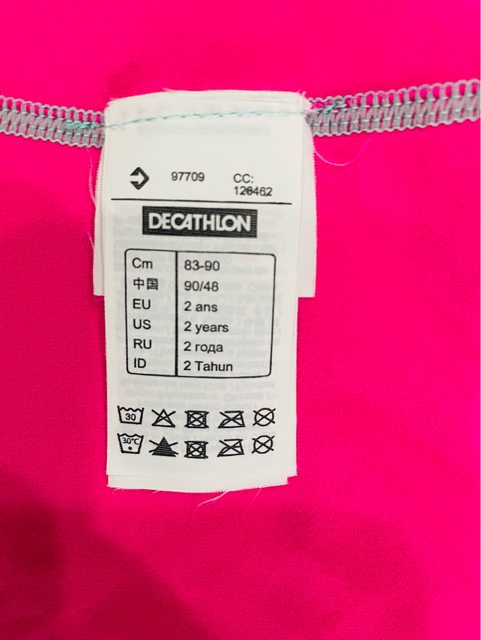 97709 CC:
120462
DECATHLON
Cm 83-90
中国 90/48
EU 2 ans
US 2 years
RU 2 года
ID 2 Tahun
30
30°C